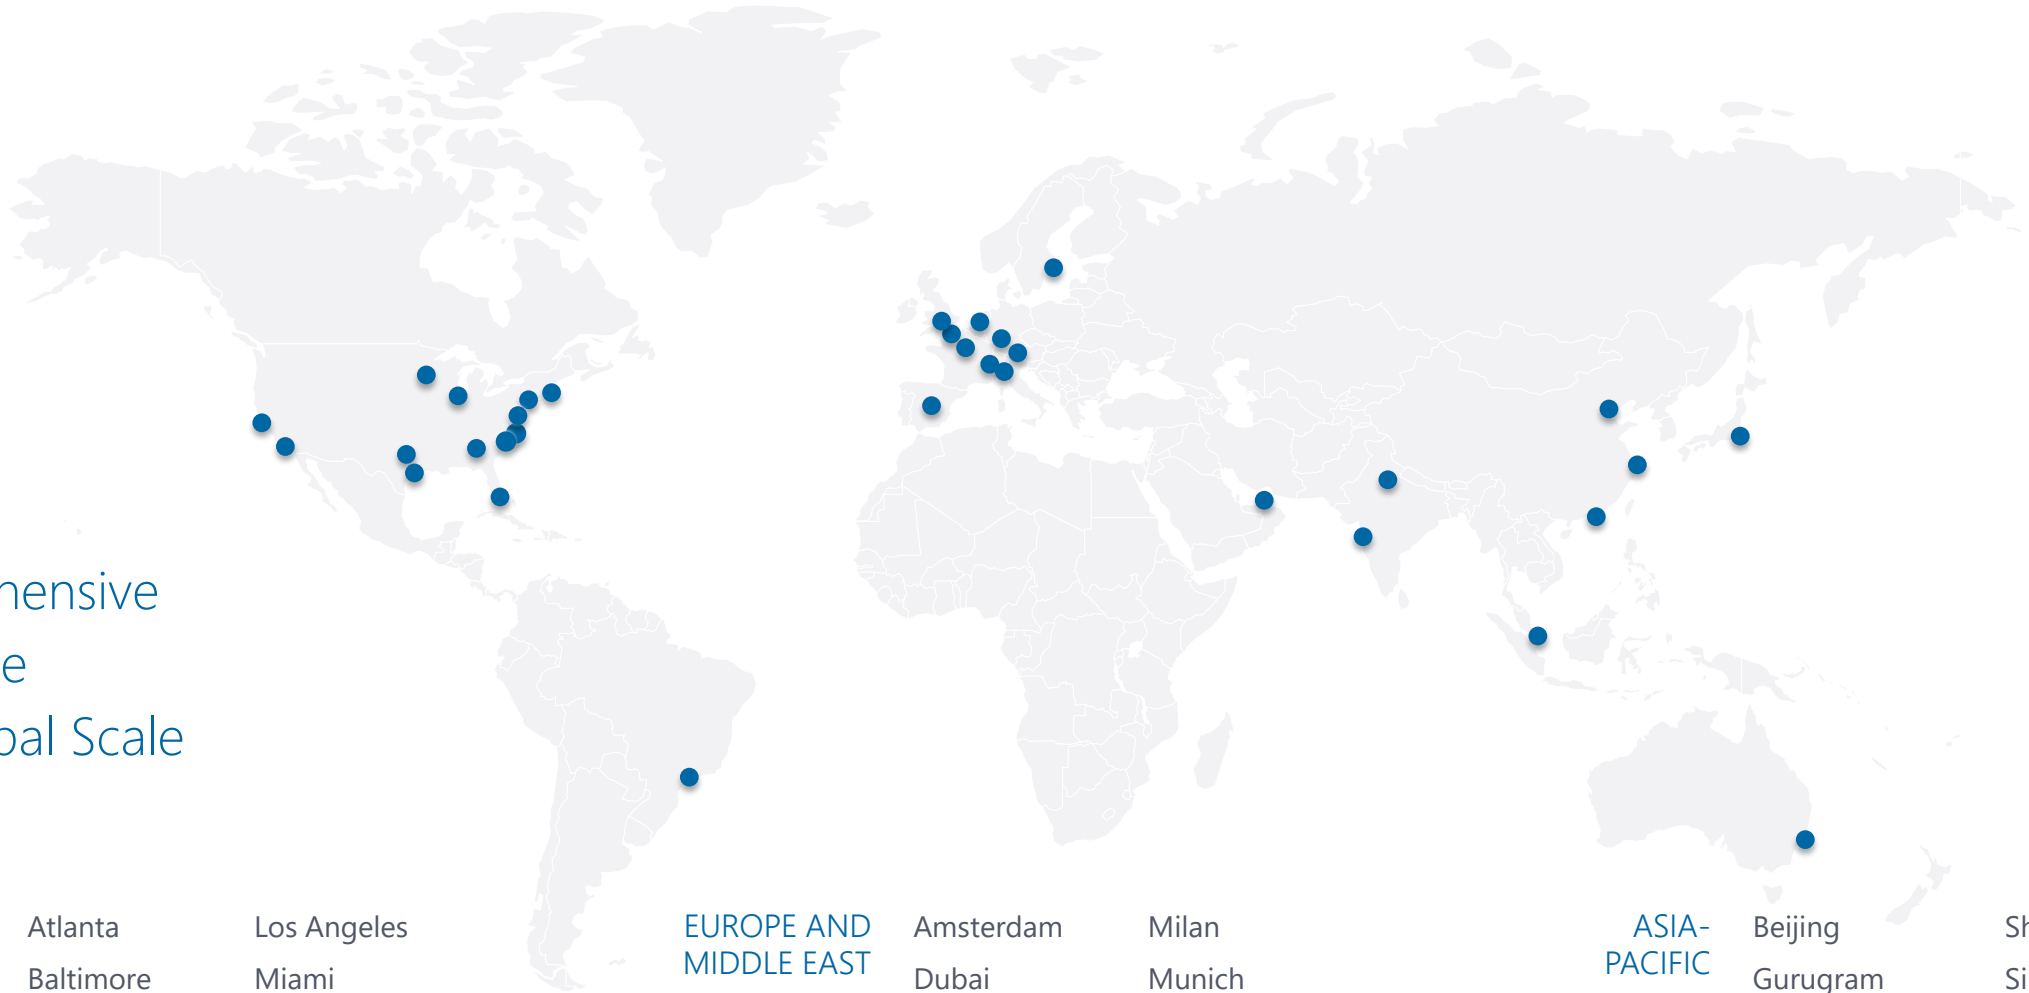 hensive
e
bal Scale
Atlanta
Baltimore
Los Angeles
Miami
EUROPE AND
MIDDLE EAST
Amsterdam
Dubai
Milan
Munich
ASIA-
PACIFIC
Beijing
Gurugram